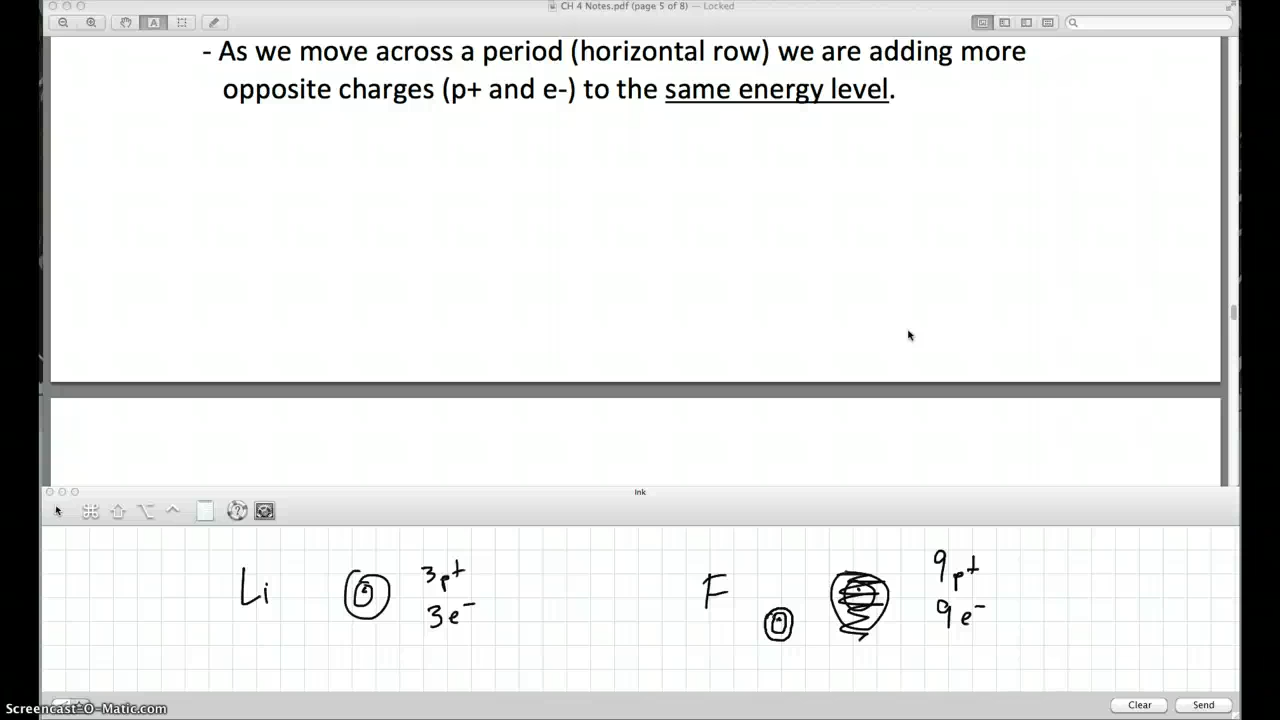 CH 4 Notes.pdf (page 5 of 8) — Locked
- As we move across a period (horizontal row) we are adding more
opposite charges (p+ and e-) to the same energy level.
Ink
Li 3p+ F 9p+
3e- 9e-
Screencast-O-Matic.com
Clear Send